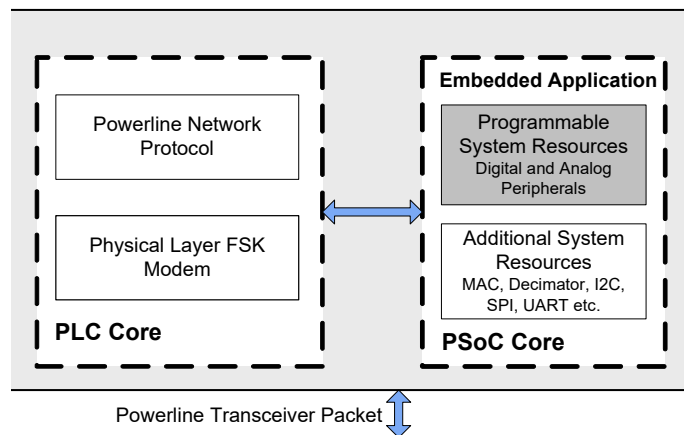 Powerline Network
Protocol
Physical Layer FSK
Modem
PLC Core
Embedded Application
Programmable
System Resources
Digital and Analog
Peripherals
Additional System
Resources
MAC, Decimator, I2C,
SPI, UART etc.
PSoC Core
Powerline Transceiver Packet